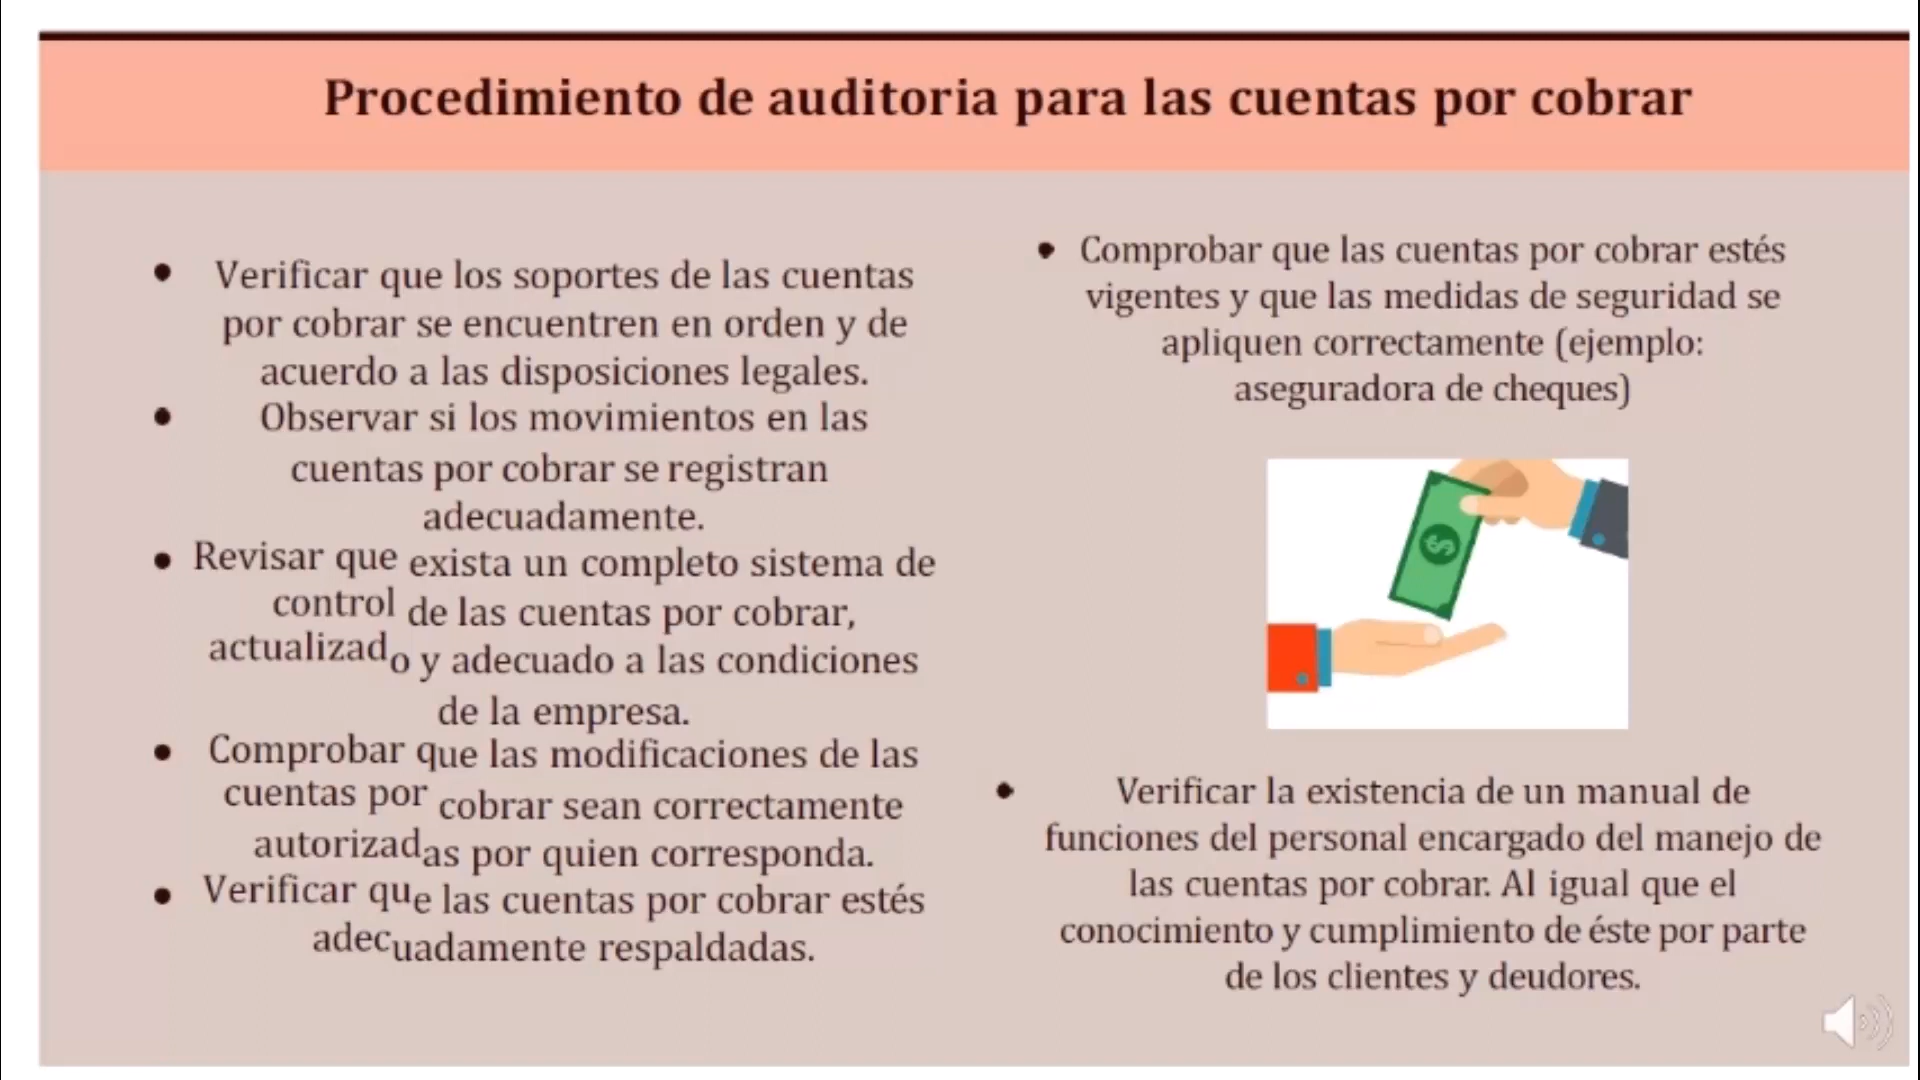 Procedimiento de auditoria para las cuentas por cobrar
• Verificar que los soportes de las cuentas
por cobrar se encuentren en orden y de
acuerdo a las disposiciones legales.
• Observar si los movimientos en las
cuentas por cobrar se registran
adecuadamente.
• Revisar que exista un completo sistema de
control de las cuentas por cobrar,
actualizado y adecuado a las condiciones
de la empresa.
• Comprobar que las modificaciones de las
cuentas por cobrar sean correctamente
autorizadas por quien corresponda.
• Verificar que las cuentas por cobrar estés
adecuadamente respaldadas.
• Comprobar que las cuentas por cobrar estés
vigentes y que las medidas de seguridad se
apliquen correctamente (ejemplo:
aseguradora de cheques)
$
• Verificar la existencia de un manual de
funciones del personal encargado del manejo de
las cuentas por cobrar. Al igual que el
conocimiento y cumplimiento de éste por parte
de los clientes y deudores.